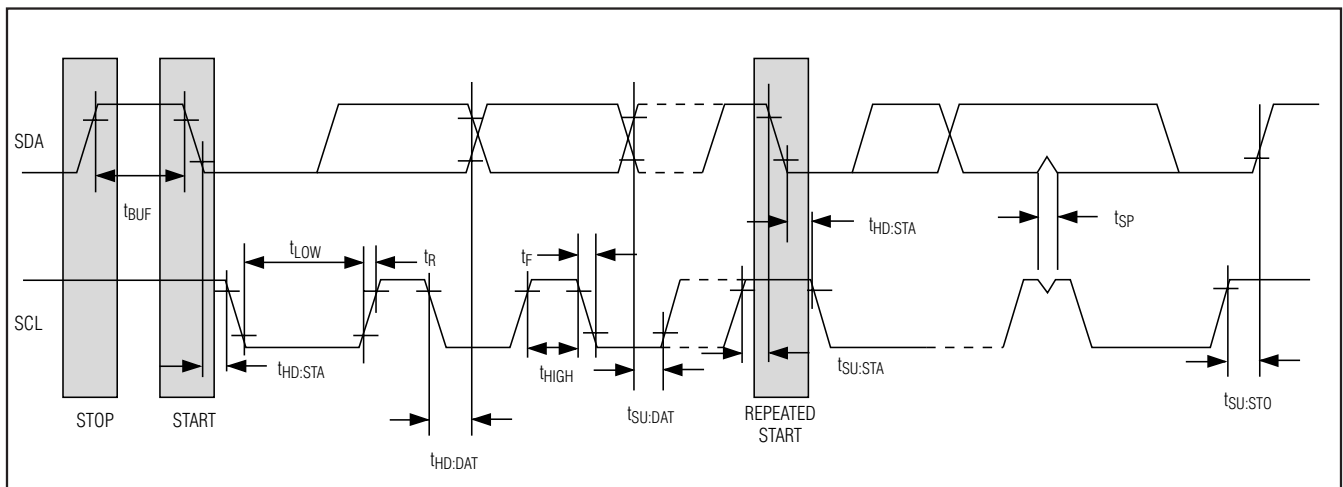 SDA
tBUF
tLOW
tR
tF
tHD:STA
tSP
SCL
tHD:STA
tHIGH
tSU:STA
tSU:DAT
tSU:STO
STOP
START
REPEATED
START
tHD:DAT